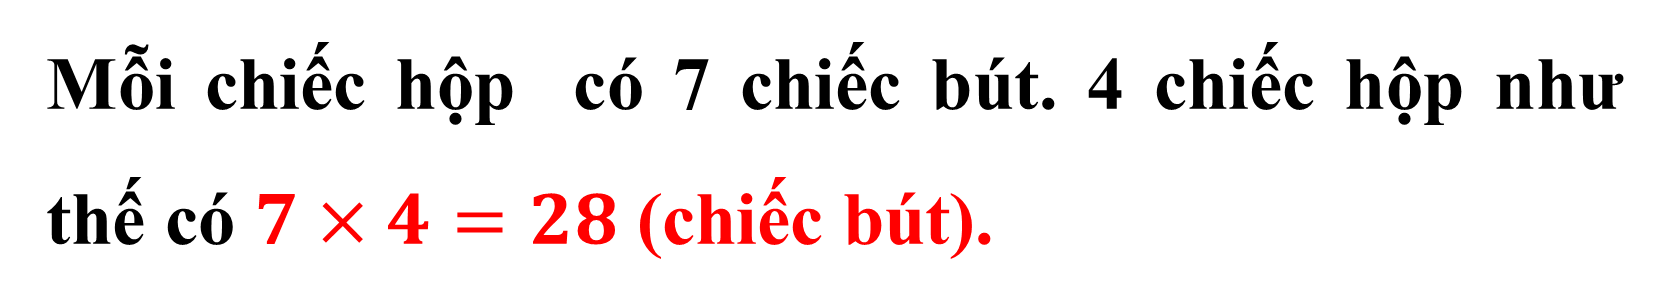 Mỗi chiếc hộp có 7 chiếc bút. 4 chiếc hộp như
thế có 7 × 4 = 28 (chiếc bút).